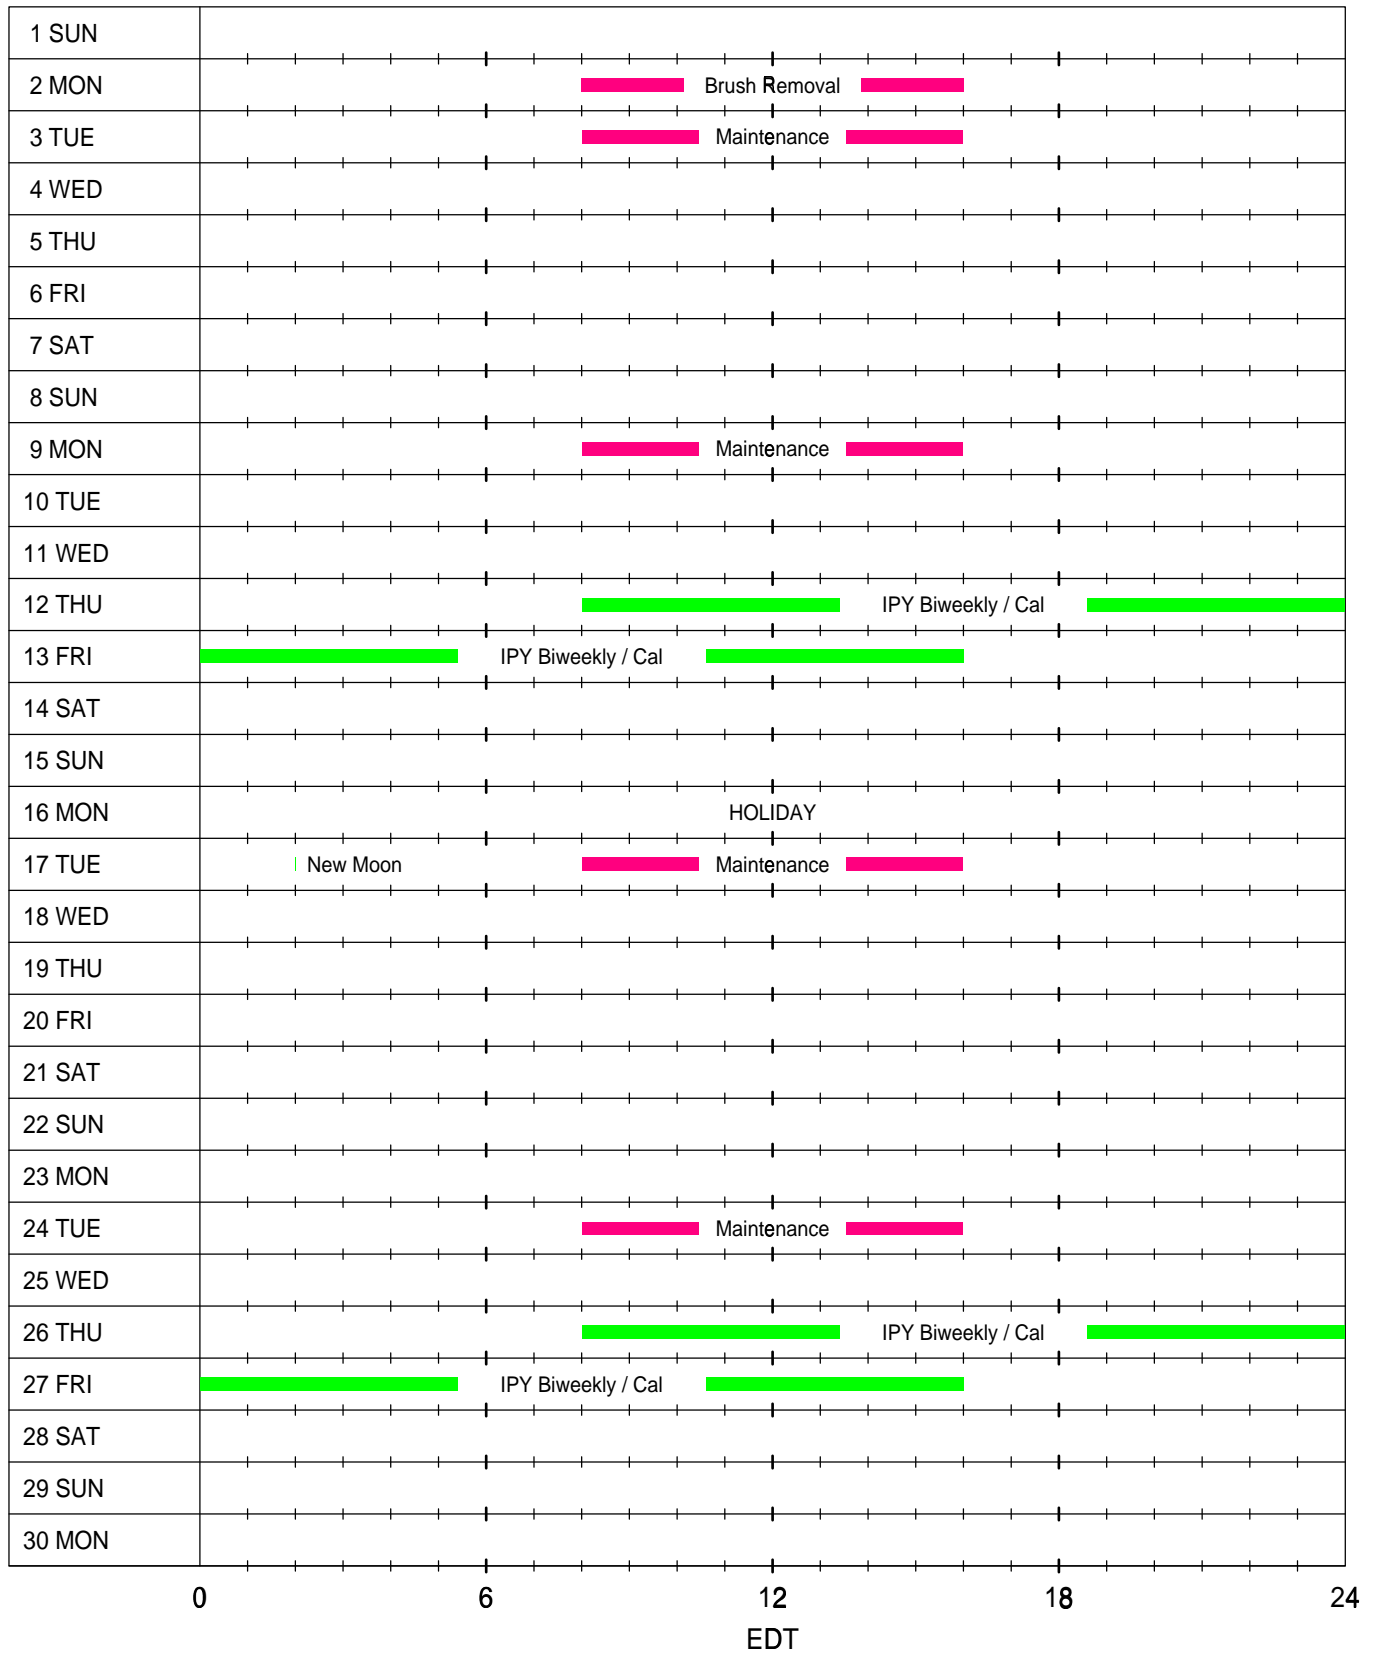 1 SUN
2 MON Brush Removal
3 TUE Maintenance
4 WED
5 THU
6 FRI
7 SAT
8 SUN
9 MON Maintenance
10 TUE
11 WED
12 THU IPY Biweekly / Cal
13 FRI IPY Biweekly / Cal
14 SAT
15 SUN
16 MON HOLIDAY
17 TUE New Moon Maintenance
18 WED
19 THU
20 FRI
21 SAT
22 SUN
23 MON
24 TUE Maintenance
25 WED
26 THU IPY Biweekly / Cal
27 FRI IPY Biweekly / Cal
28 SAT
29 SUN
30 MON
0 6 12 18 24
EDT